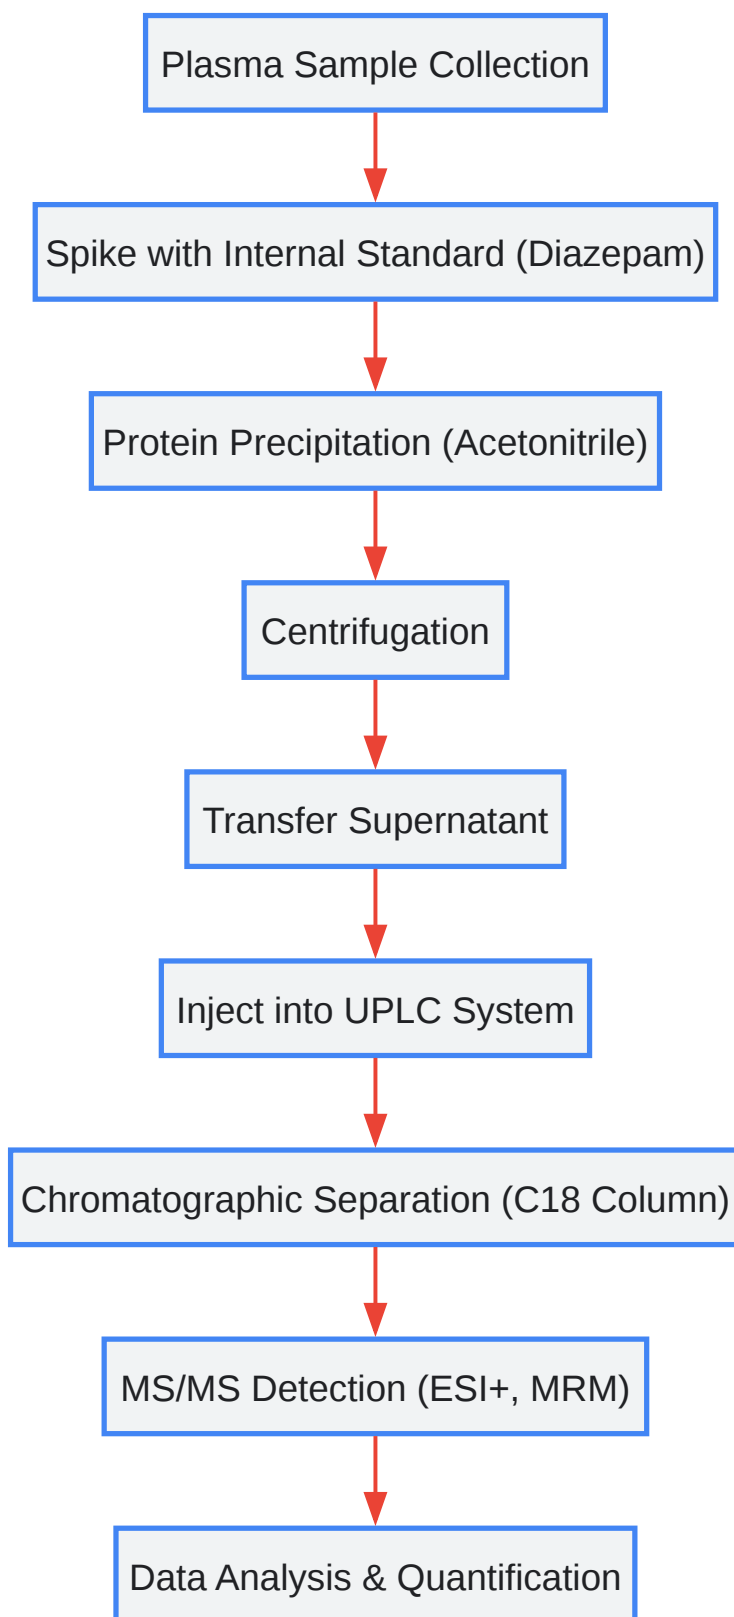 Plasma Sample Collection
Spike with Internal Standard (Diazepam)
Protein Precipitation (Acetonitrile)
Centrifugation
Transfer Supernatant
Inject into UPLC System
Chromatographic Separation (C18 Column)
MS/MS Detection (ESI+, MRM)
Data Analysis & Quantification